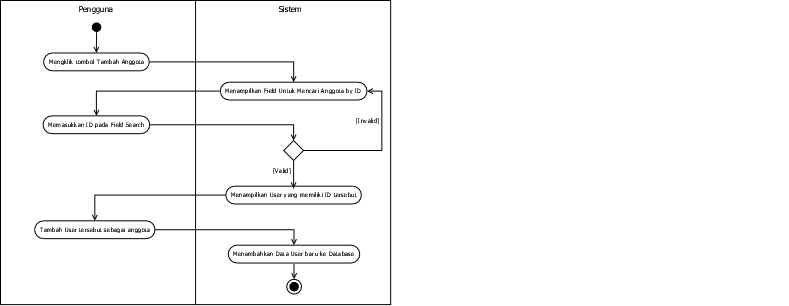 Pengguna
Sistem
Mengklik tombol Tambah Anggota
Menampilkan Field Untuk Mencari Anggota by ID
Memasukkan ID pada Field Search
[Invalid]
[Valid]
Menampilkan User yang memiliki ID tersebut
Tambah User tersebut sebagai anggota
Menambahkan Data User baru ke Database